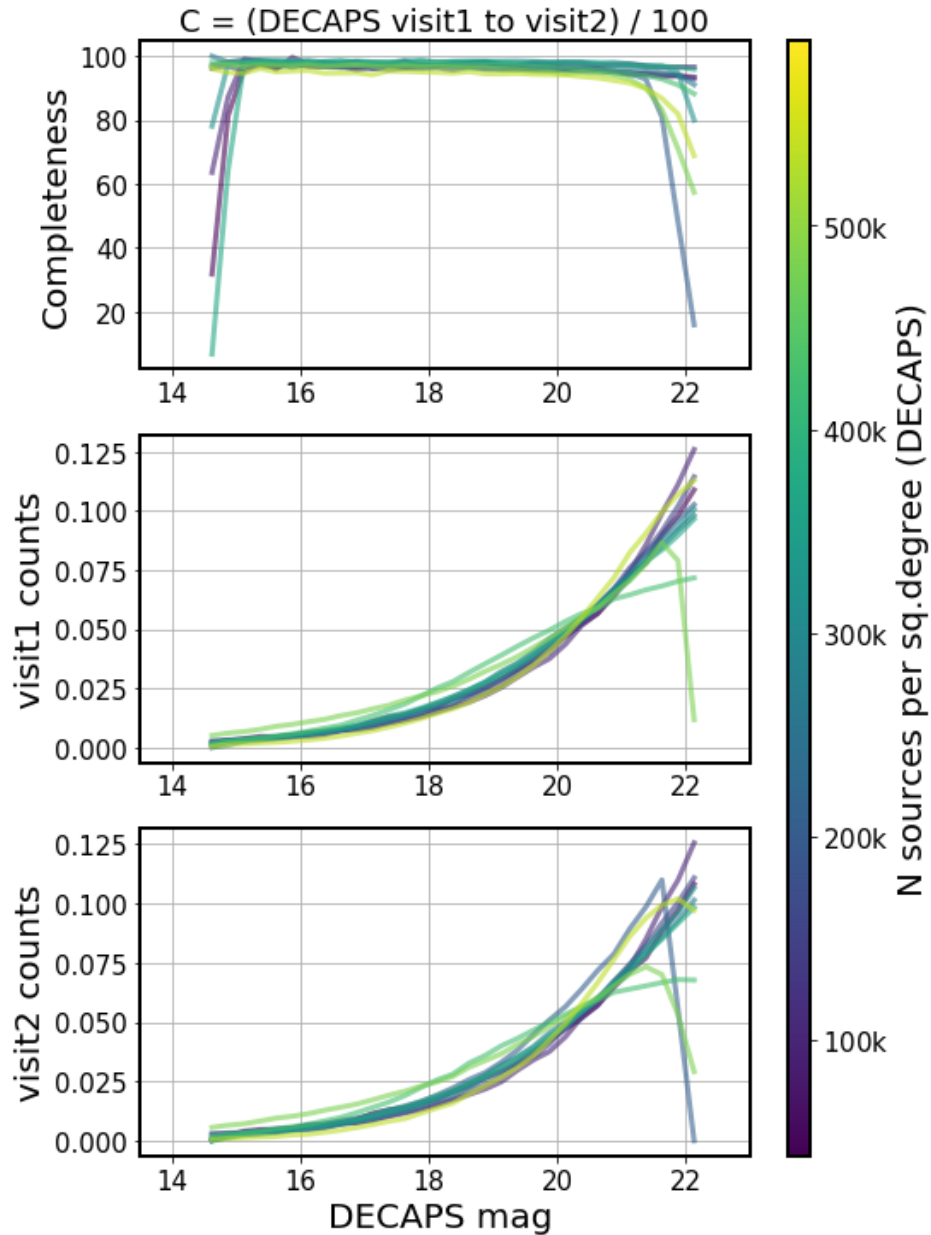 C = (DECAPS visit1 to visit2) / 100
100
80
60
40
20
Completeness
14 16 18 20 22
0.125
0.100
0.075
0.050
0.025
0.000
visit1 counts
14 16 18 20 22
0.125
0.100
0.075
0.050
0.025
0.000
visit2 counts
14 16 18 20 22
DECAPS mag
500k
400k
300k
200k
100k
N sources per sq.degree (DECAPS)